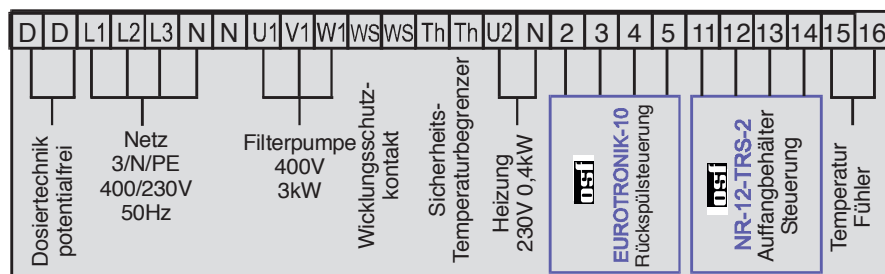 D D L1 L2 L3 N N U1 V1 W1 WS WS Th Th U2 N 2 3 4 5 11 12 13 14 15 16
Dosiertechnik
potentialfrei
Netz
3/N/PE
400/230V
50Hz
Filterpumpe
400V
3kW
Wicklungsschutz-
kontakt
Sicherheits-
Temperaturbegrenzer
Heizung
230V 0,4kW
osf
EUROTRONIK-10
Rückspülsteuerung
osf
NR-12-TRS-2
Auffangbehälter
Steuerung
Temperatur
Fühler